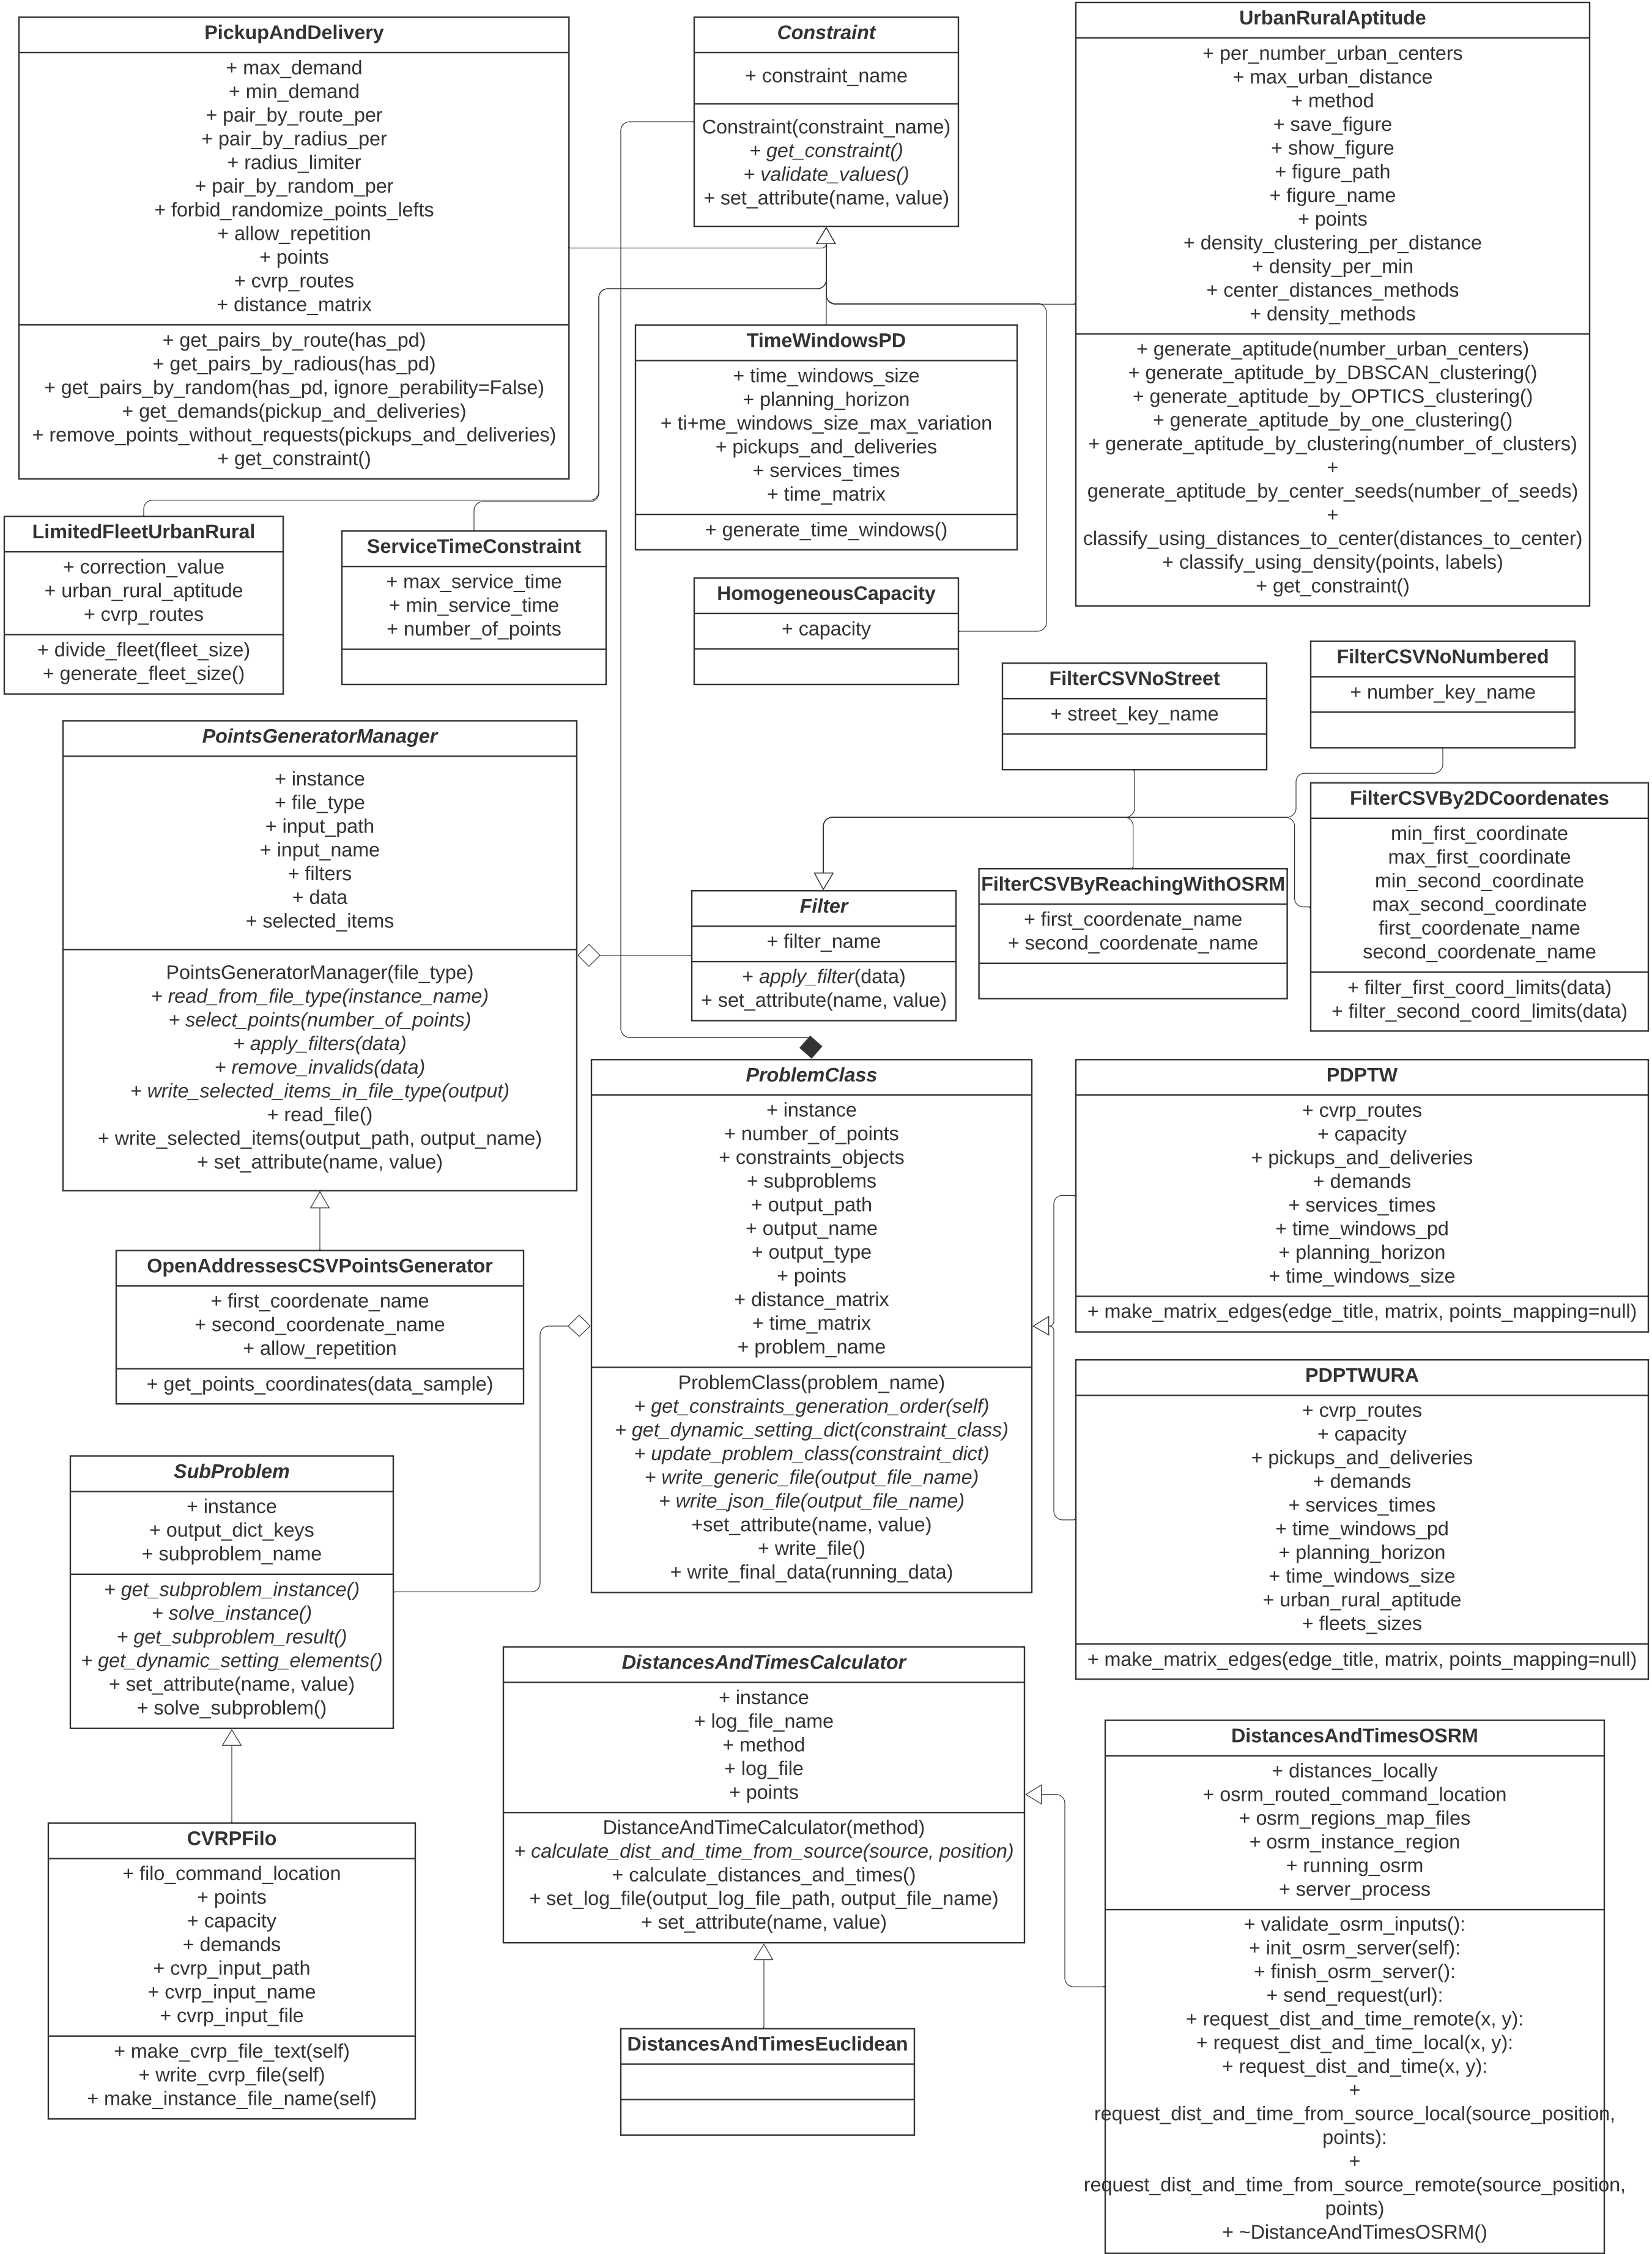 PickupAndDelivery
+ max_demand
+ min_demand
+ pair_by_route_per
+ pair_by_radius_per
+ radius_limiter
+ pair_by_random_per
+ forbid_randomize_points_lefts
+ allow_repetition
+ points
+ cvrp_routes
+ distance_matrix
+ get_pairs_by_route(has_pd)
+ get_pairs_by_radious(has_pd)
+ get_pairs_by_random(has_pd, ignore_perability=False)
+ get_demands(pickup_and_deliveries)
+ remove_points_without_requests(pickups_and_deliveries)
+ get_constraint()
Constraint
+ constraint_name
Constraint(constraint_name)
+ get_constraint()
+ validate_values()
+ set_attribute(name, value)
UrbanRuralAptitude
+ per_number_urban_centers
+ max_urban_distance
+ method
+ save_figure
+ show_figure
+ figure_path
+ figure_name
+ points
+ density_clustering_per_distance
+ density_per_min
+ center_distances_methods
+ density_methods
+ generate_aptitude(number_urban_centers)
+ generate_aptitude_by_DBSCAN_clustering()
+ generate_aptitude_by_OPTICS_clustering()
+ generate_aptitude_by_one_clustering()
+ generate_aptitude_by_clustering(number_of_clusters)
+
generate_aptitude_by_center_seeds(number_of_seeds)
+
classify_using_distances_to_center(distances_to_center)
+ classify_using_density(points, labels)
+ get_constraint()
TimeWindowsPD
+ time_windows_size
+ planning_horizon
+ ti+me_windows_size_max_variation
+ pickups_and_deliveries
+ services_times
+ time_matrix
+ generate_time_windows()
LimitedFleetUrbanRural
+ correction_value
+ urban_rural_aptitude
+ cvrp_routes
+ divide_fleet(fleet_size)
+ generate_fleet_size()
ServiceTimeConstraint
+ max_service_time
+ min_service_time
+ number_of_points
HomogeneousCapacity
+ capacity
FilterCSVNoStreet
+ street_key_name
FilterCSVNoNumbered
+ number_key_name
PointsGeneratorManager
+ instance
+ file_type
+ input_path
+ input_name
+ filters
+ data
+ selected_items
PointsGeneratorManager(file_type)
+ read_from_file_type(instance_name)
+ select_points(number_of_points)
+ apply_filters(data)
+ remove_invalids(data)
+ write_selected_items_in_file_type(output)
+ read_file()
+ write_selected_items(output_path, output_name)
+ set_attribute(name, value)
Filter
+ filter_name
+ apply_filter(data)
+ set_attribute(name, value)
FilterCSVByReachingWithOSRM
+ first_coordenate_name
+ second_coordenate_name
FilterCSVBy2DCoordenates
min_first_coordinate
max_first_coordinate
min_second_coordinate
max_second_coordinate
first_coordenate_name
second_coordenate_name
+ filter_first_coord_limits(data)
+ filter_second_coord_limits(data)
ProblemClass
+ instance
+ number_of_points
+ constraints_objects
+ subproblems
+ output_path
+ output_name
+ output_type
+ points
+ distance_matrix
+ time_matrix
+ problem_name
ProblemClass(problem_name)
+ get_constraints_generation_order(self)
+ get_dynamic_setting_dict(constraint_class)
+ update_problem_class(constraint_dict)
+ write_generic_file(output_file_name)
+ write_json_file(output_file_name)
+set_attribute(name, value)
+ write_file()
+ write_final_data(running_data)
PDPTW
+ cvrp_routes
+ capacity
+ pickups_and_deliveries
+ demands
+ services_times
+ time_windows_pd
+ planning_horizon
+ time_windows_size
+ make_matrix_edges(edge_title, matrix, points_mapping=null)
OpenAddressesCSVPointsGenerator
+ first_coordenate_name
+ second_coordenate_name
+ allow_repetition
+ get_points_coordinates(data_sample)
PDPTWURA
+ cvrp_routes
+ capacity
+ pickups_and_deliveries
+ demands
+ services_times
+ time_windows_pd
+ planning_horizon
+ time_windows_size
+ urban_rural_aptitude
+ fleets_sizes
+ make_matrix_edges(edge_title, matrix, points_mapping=null)
SubProblem
+ instance
+ output_dict_keys
+ subproblem_name
+ get_subproblem_instance()
+ solve_instance()
+ get_subproblem_result()
+ get_dynamic_setting_elements()
+ set_attribute(name, value)
+ solve_subproblem()
DistancesAndTimesCalculator
+ instance
+ log_file_name
+ method
+ log_file
+ points
DistanceAndTimeCalculator(method)
+ calculate_dist_and_time_from_source(source, position)
+ calculate_distances_and_times()
+ set_log_file(output_log_file_path, output_file_name)
+ set_attribute(name, value)
DistancesAndTimesOSRM
+ distances_locally
+ osrm_routed_command_location
+ osrm_regions_map_files
+ osrm_instance_region
+ running_osrm
+ server_process
+ validate_osrm_inputs():
+ init_osrm_server(self):
+ finish_osrm_server():
+ send_request(url):
+ request_dist_and_time_remote(x, y):
+ request_dist_and_time_local(x, y):
+ request_dist_and_time(x, y):
+
request_dist_and_time_from_source_local(source_position,
points):
+
request_dist_and_time_from_source_remote(source_position,
points)
+ ~DistanceAndTimesOSRM()
CVRPFilo
+ filo_command_location
+ points
+ capacity
+ demands
+ cvrp_input_path
+ cvrp_input_name
+ cvrp_input_file
+ make_cvrp_file_text(self)
+ write_cvrp_file(self)
+ make_instance_file_name(self)
DistancesAndTimesEuclidean